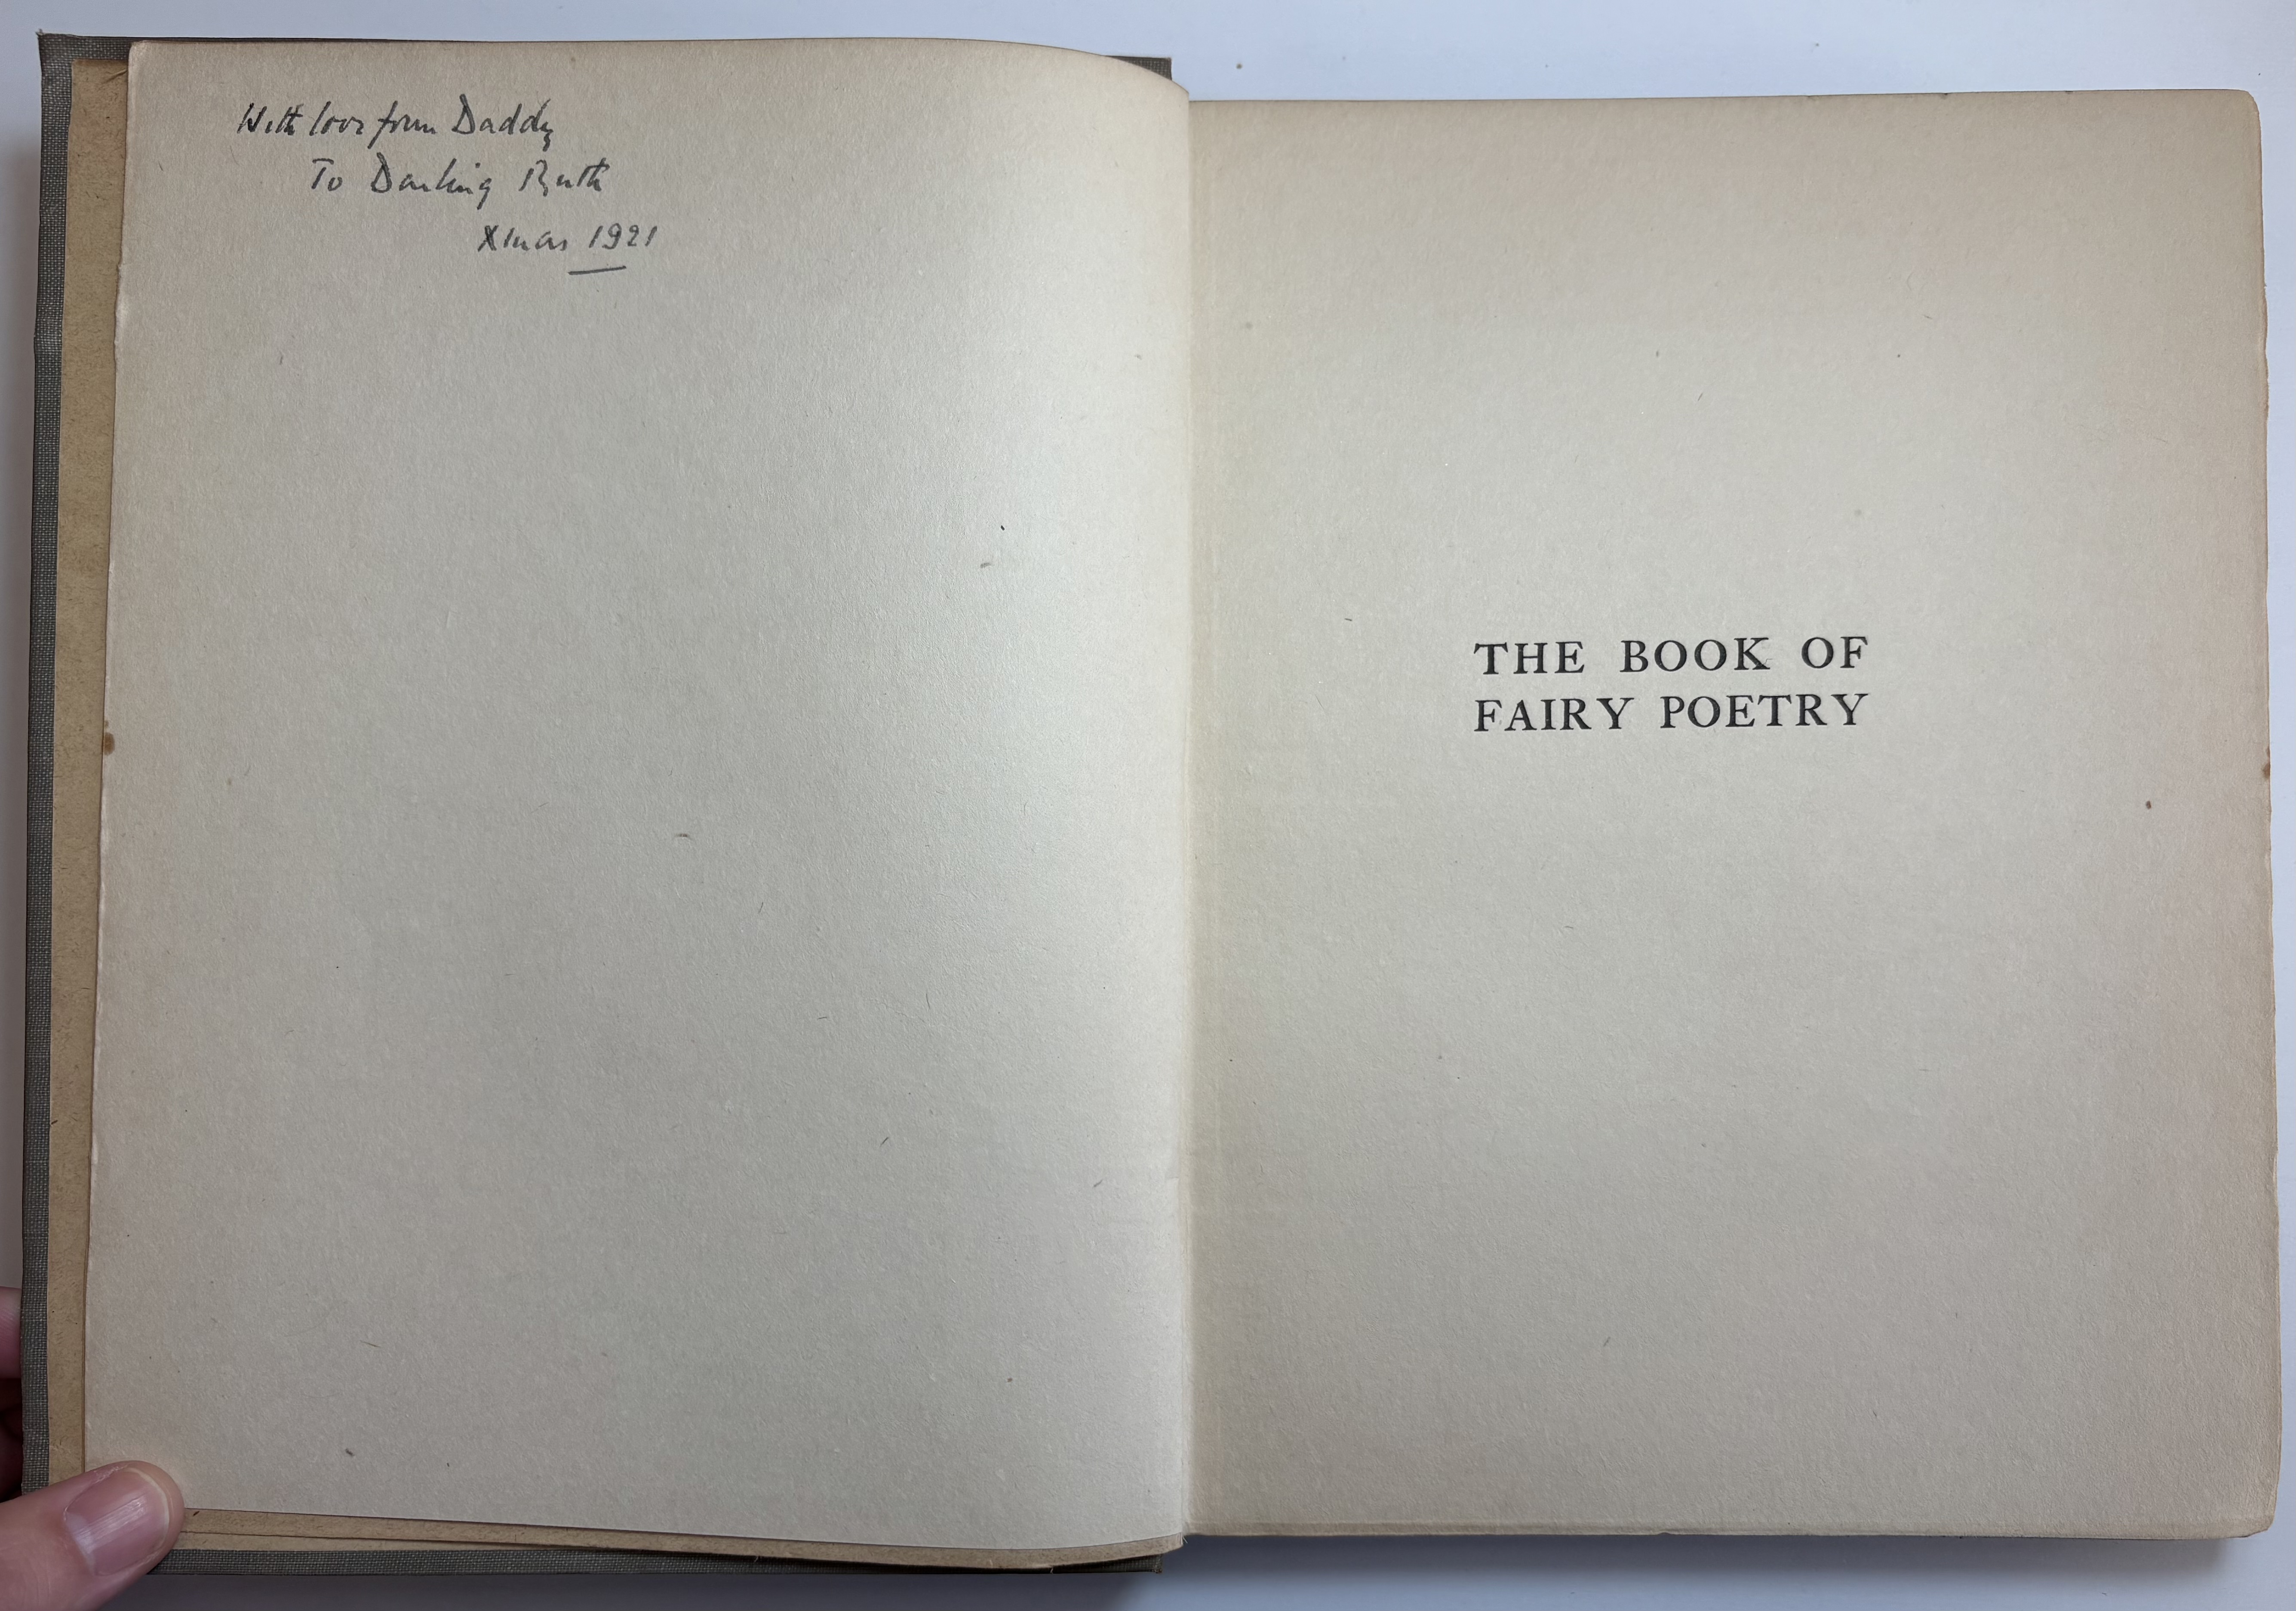 With love from Daddy
To Darling Ruth
Xmas 1921
THE BOOK OF
FAIRY POETRY